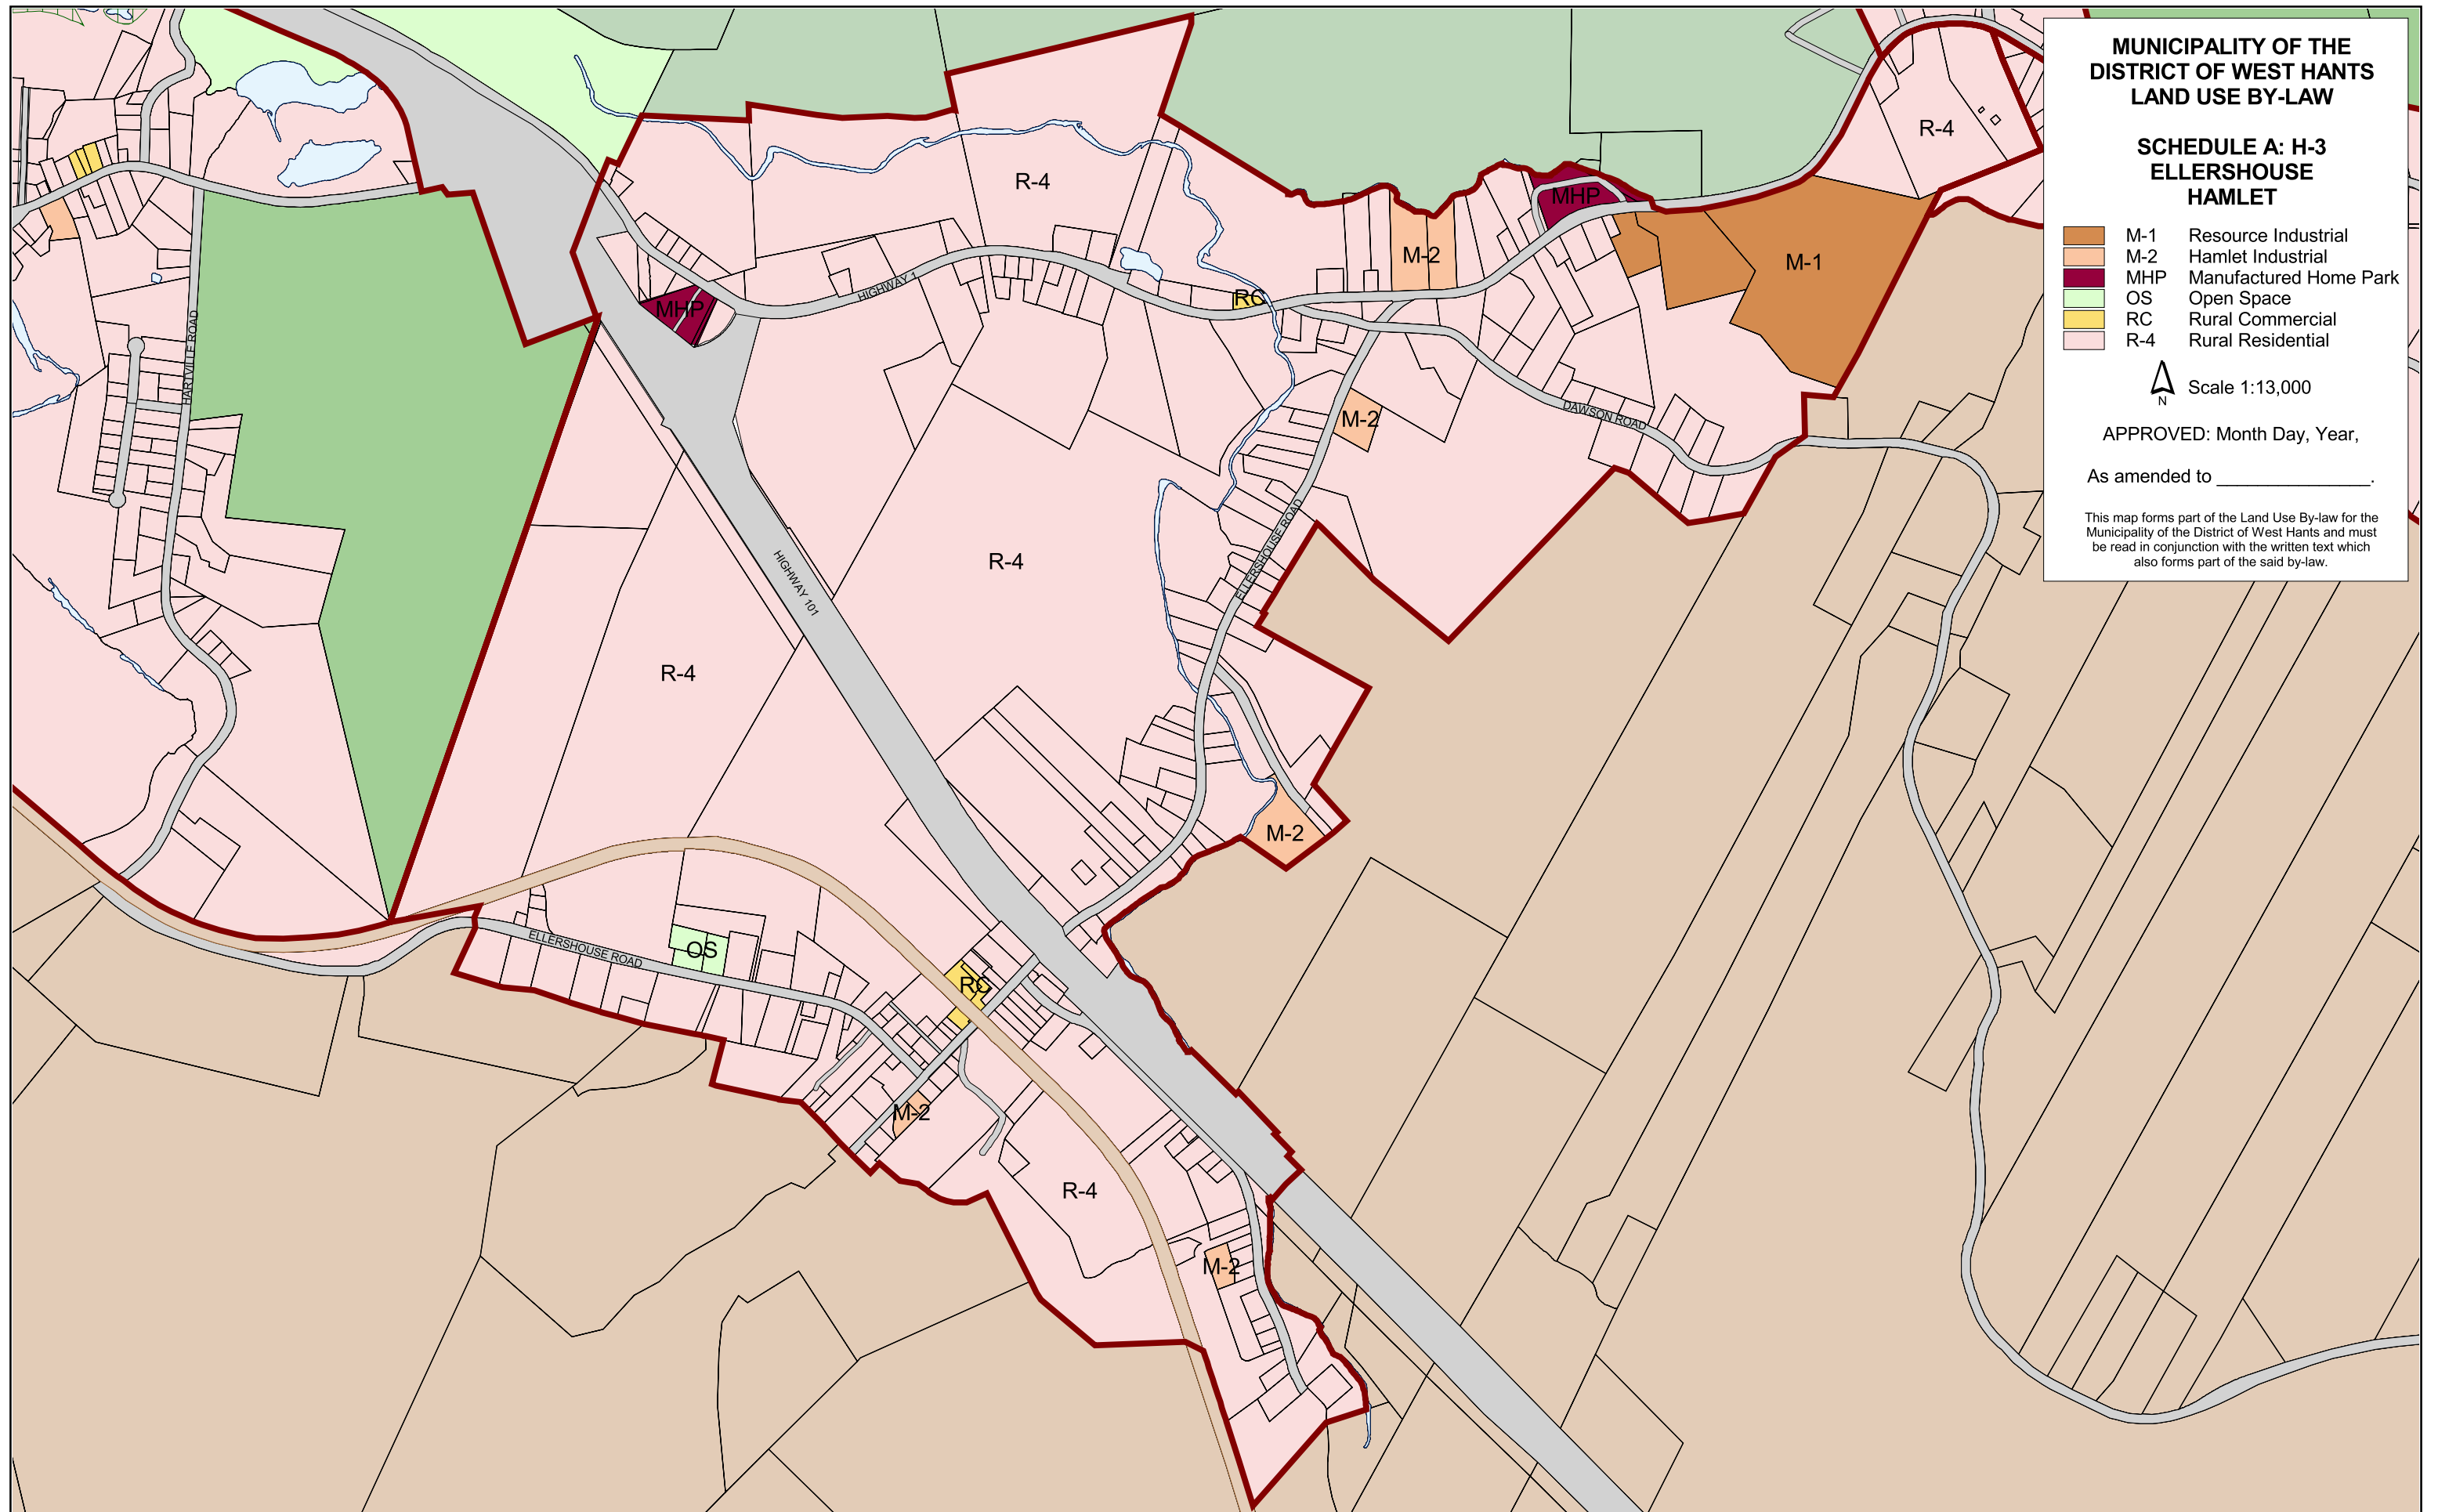 MUNICIPALITY OF THE
DISTRICT OF WEST HANTS
LAND USE BY-LAW
SCHEDULE A: H-3
ELLERSHOUSE
HAMLET
M-1 Resource Industrial
M-2 Hamlet Industrial
MHP Manufactured Home Park
OS Open Space
RC Rural Commercial
R-4 Rural Residential
N
Scale 1:13,000
APPROVED: Month Day, Year,
As amended to _______________.
This map forms part of the Land Use By-law for the
Municipality of the District of West Hants and must
be read in conjunction with the written text which
also forms part of the said by-law.
R-4
R-4
MHP
M-2
M-1
HIGHWAY 1
RC
MHP
HARTVILLE ROAD
M-2
DAWSON ROAD
ELLERSHOUSE ROAD
R-4
HIGHWAY 101
R-4
M-2
ELLERSHOUSE ROAD
OS
RC
M-2
R-4
M-2